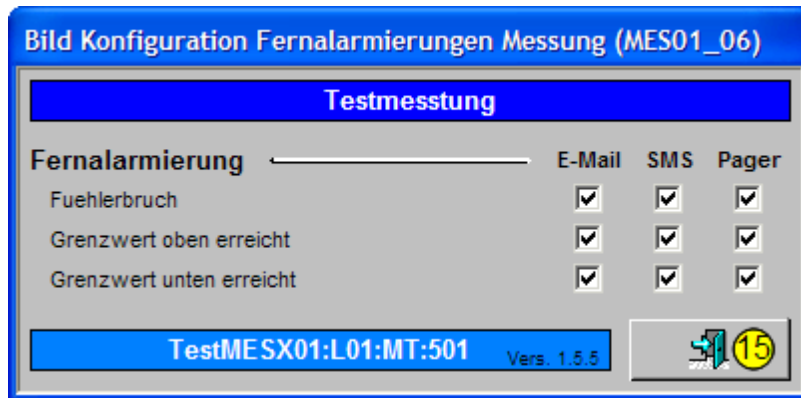 Bild Konfiguration Fernalarmierungen Messung (MES01_06)
Testmesstung
Fernalarmierung E-Mail SMS Pager
Fuehlerbruch
Grenzwert oben erreicht
Grenzwert unten erreicht
TestMESX01:L01:MT:501 Vers. 1.5.5 15